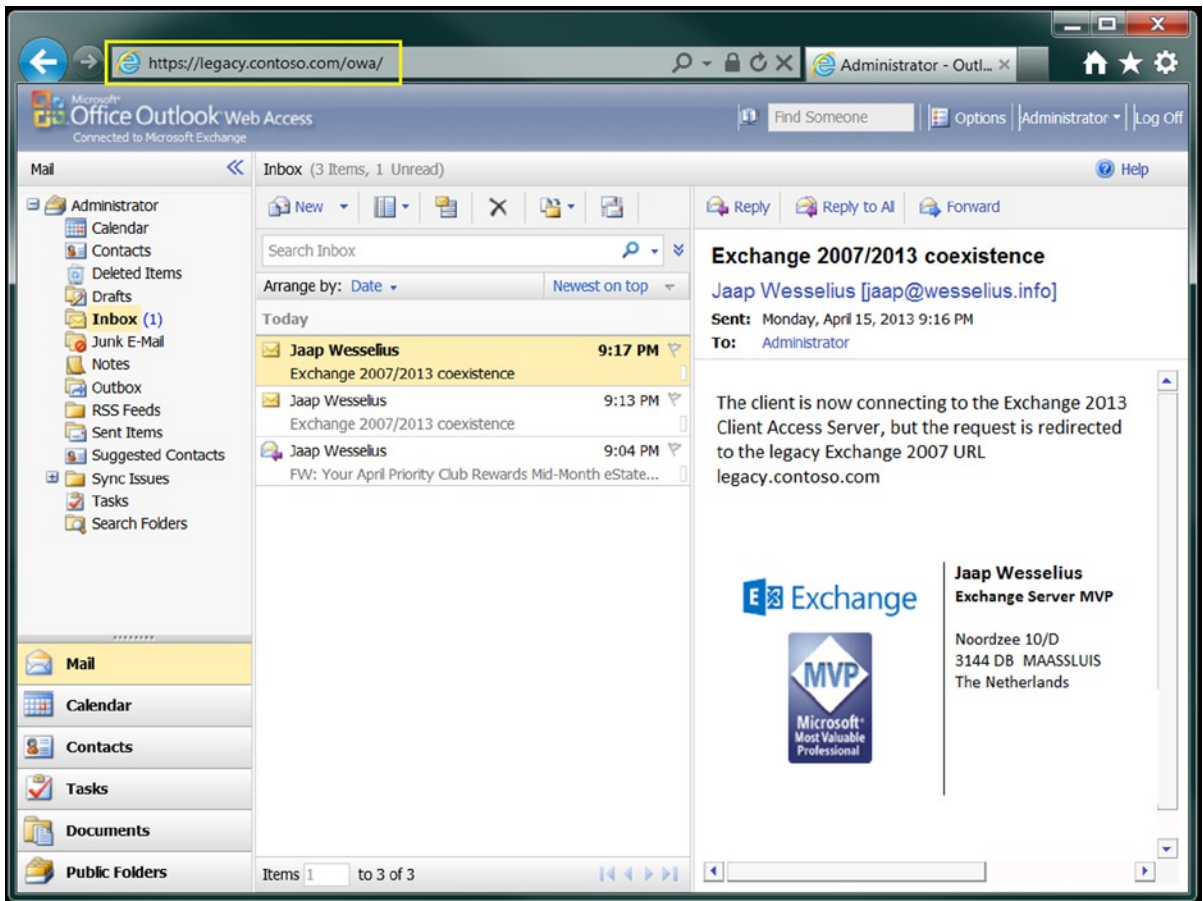 https://legacy.contoso.com/owa/
Administrator - Outl...
Microsoft
Office Outlook Web Access
Connected to Microsoft Exchange
Find Someone
Options
Administrator
Log Off
Mail
Inbox (3 Items, 1 Unread)
Help
Administrator
Calendar
Contacts
Deleted Items
Drafts
Inbox (1)
Junk E-Mail
Notes
Outbox
RSS Feeds
Sent Items
Suggested Contacts
Sync Issues
Tasks
Search Folders
Mail
Calendar
Contacts
Tasks
Documents
Public Folders
New
Search Inbox
Arrange by: Date
Newest on top
Today
Jaap Wesselius 9:17 PM
Exchange 2007/2013 coexistence
Jaap Wesselius 9:13 PM
Exchange 2007/2013 coexistence
Jaap Wesselius 9:04 PM
FW: Your April Priority Club Rewards Mid-Month eState...
Items 1 to 3 of 3
Reply
Reply to All
Forward
Exchange 2007/2013 coexistence
Jaap Wesselius [jaap@wesselius.info]
Sent: Monday, April 15, 2013 9:16 PM
To: Administrator
The client is now connecting to the Exchange 2013
Client Access Server, but the request is redirected
to the legacy Exchange 2007 URL
legacy.contoso.com
Exchange
MVP
Microsoft®
Most Valuable
Professional
Jaap Wesselius
Exchange Server MVP
Noordzee 10/D
3144 DB MAASSLUIS
The Netherlands